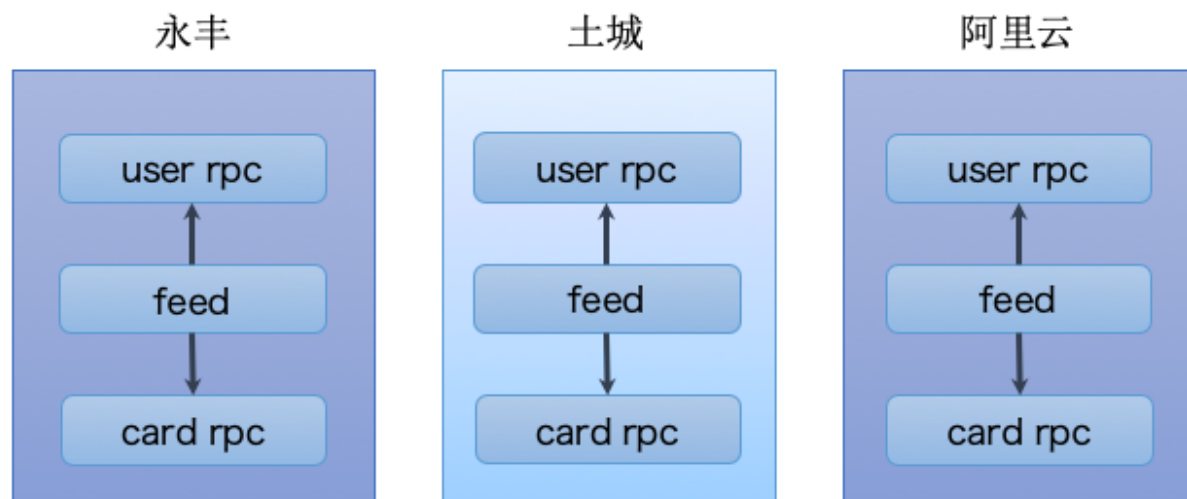 永丰
土城
阿里云
user rpc
user rpc
user rpc
feed
feed
feed
card rpc
card rpc
card rpc